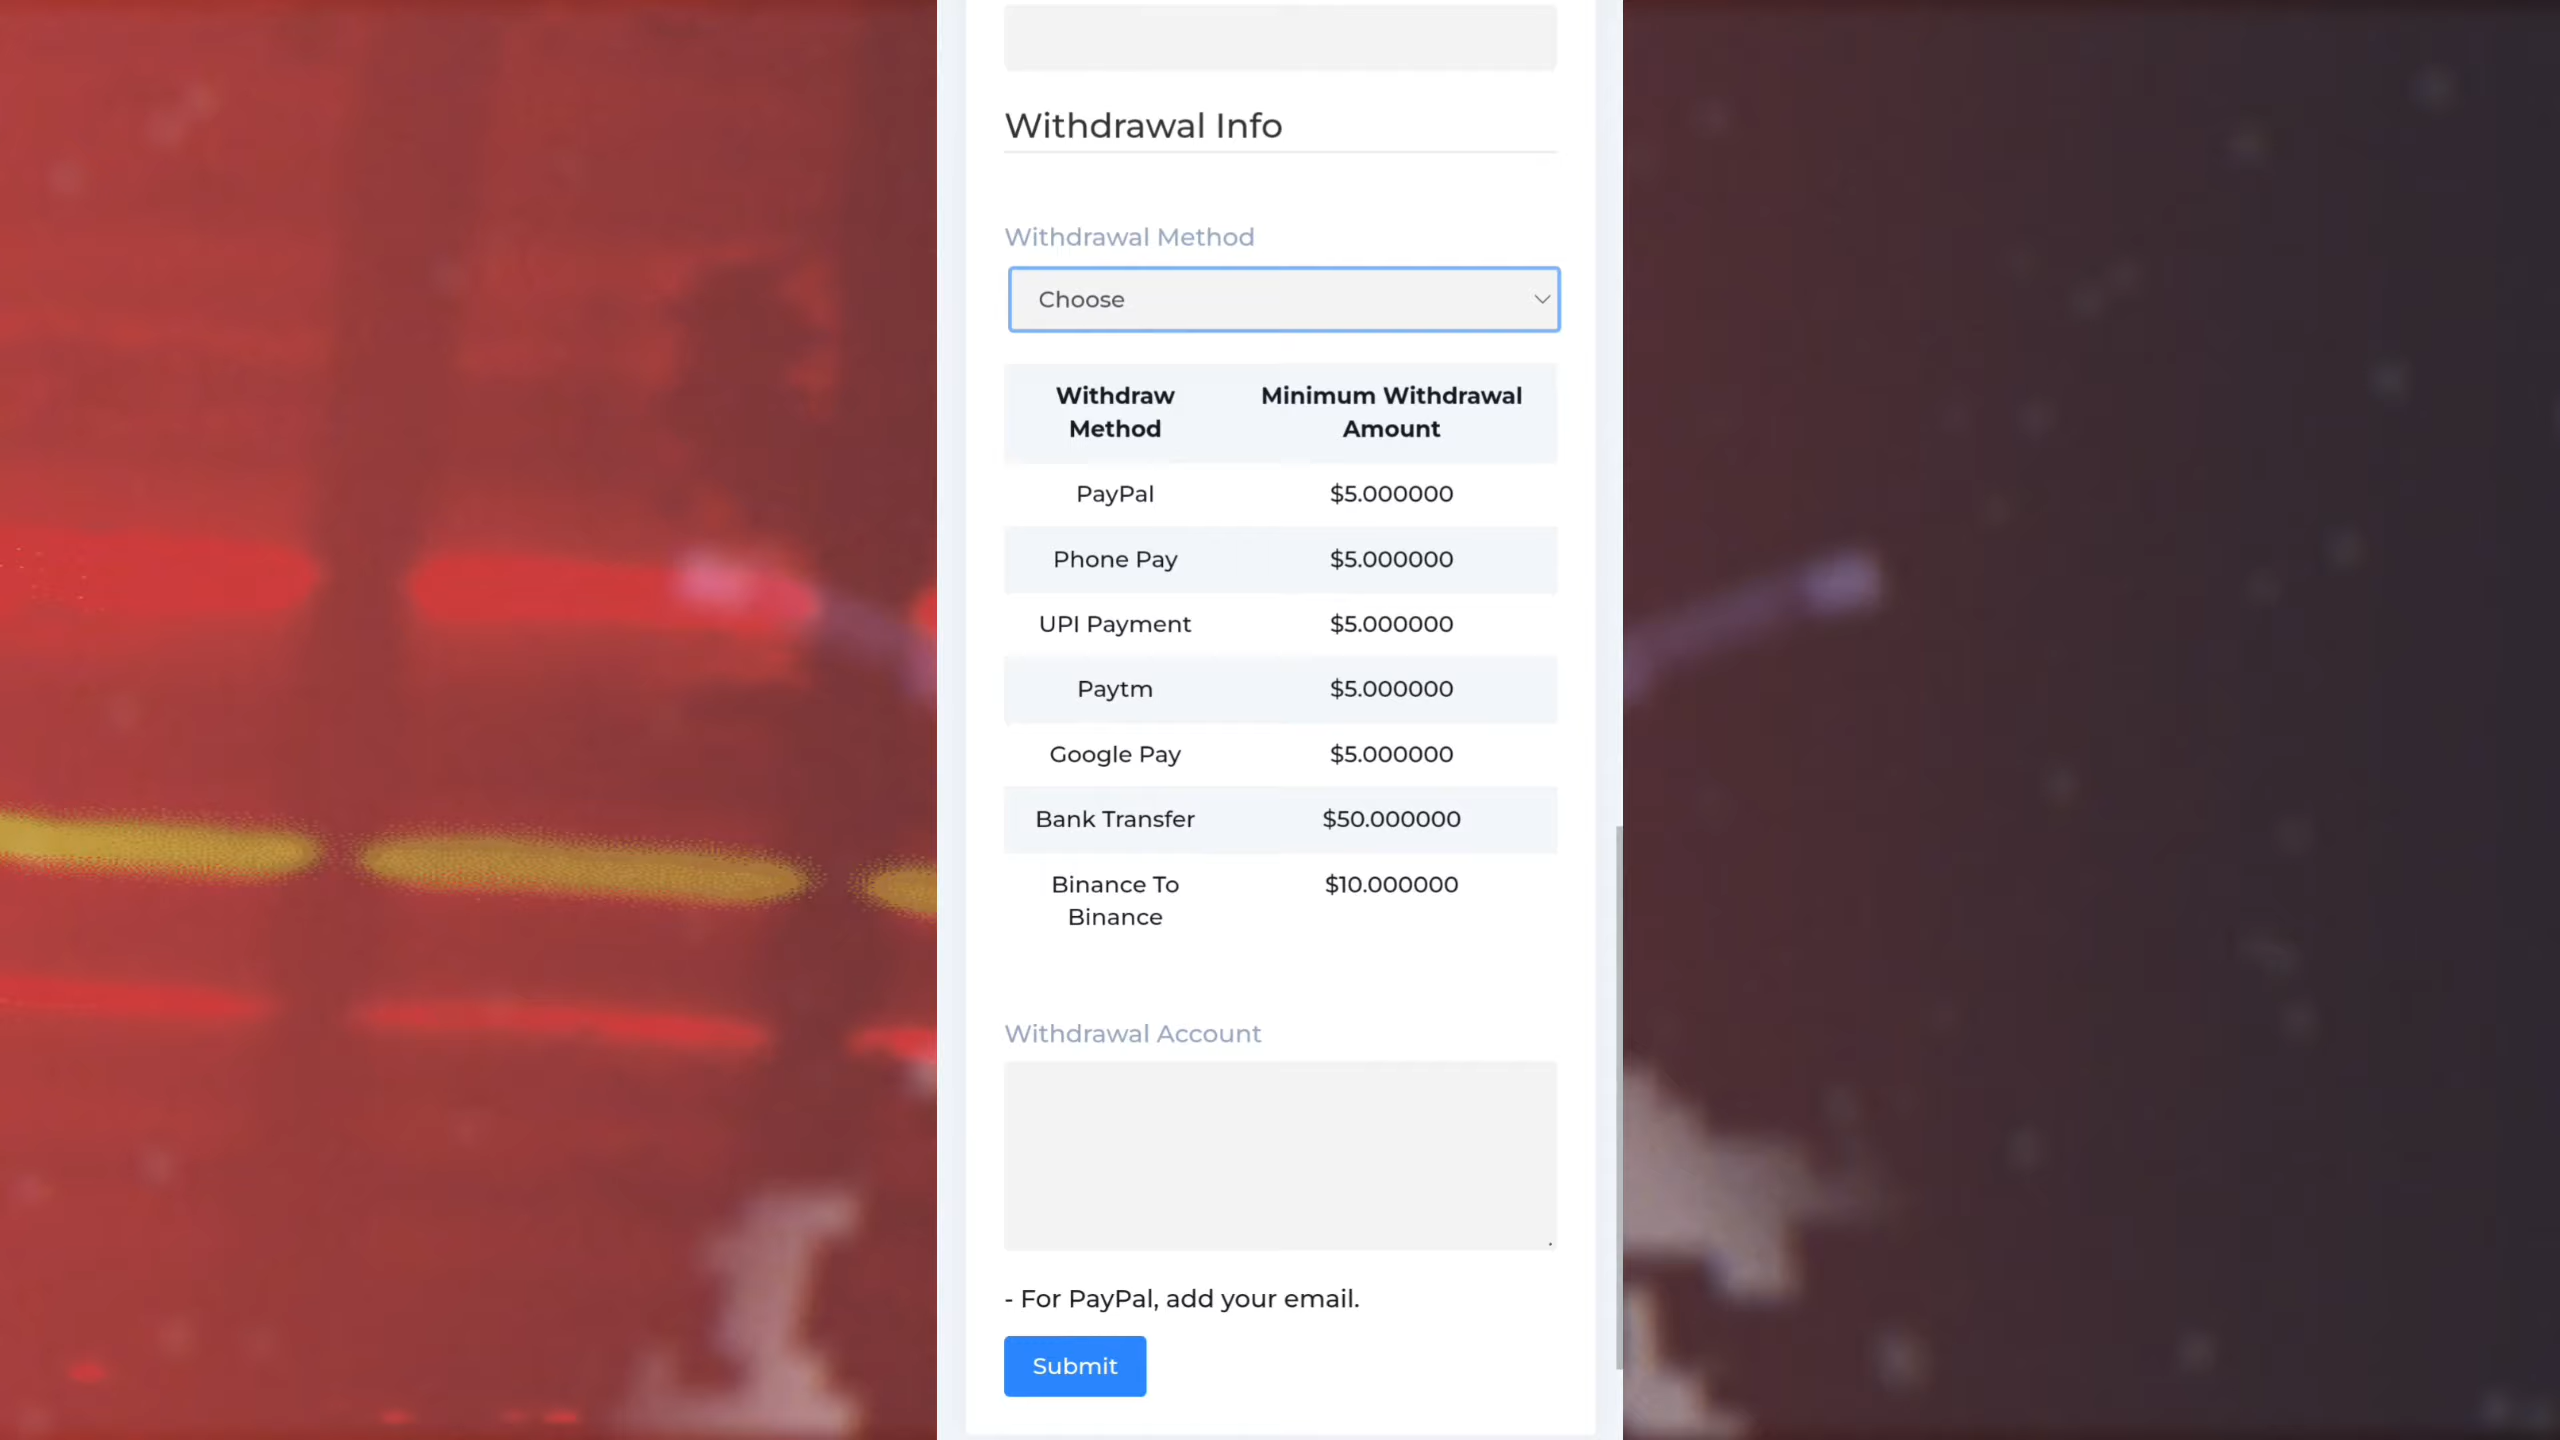 Withdrawal Info
Withdrawal Method
Choose
Withdraw Method
Minimum Withdrawal Amount
PayPal $5.000000
Phone Pay $5.000000
UPI Payment $5.000000
Paytm $5.000000
Google Pay $5.000000
Bank Transfer $50.000000
Binance To Binance $10.000000
Withdrawal Account
- For PayPal, add your email.
Submit